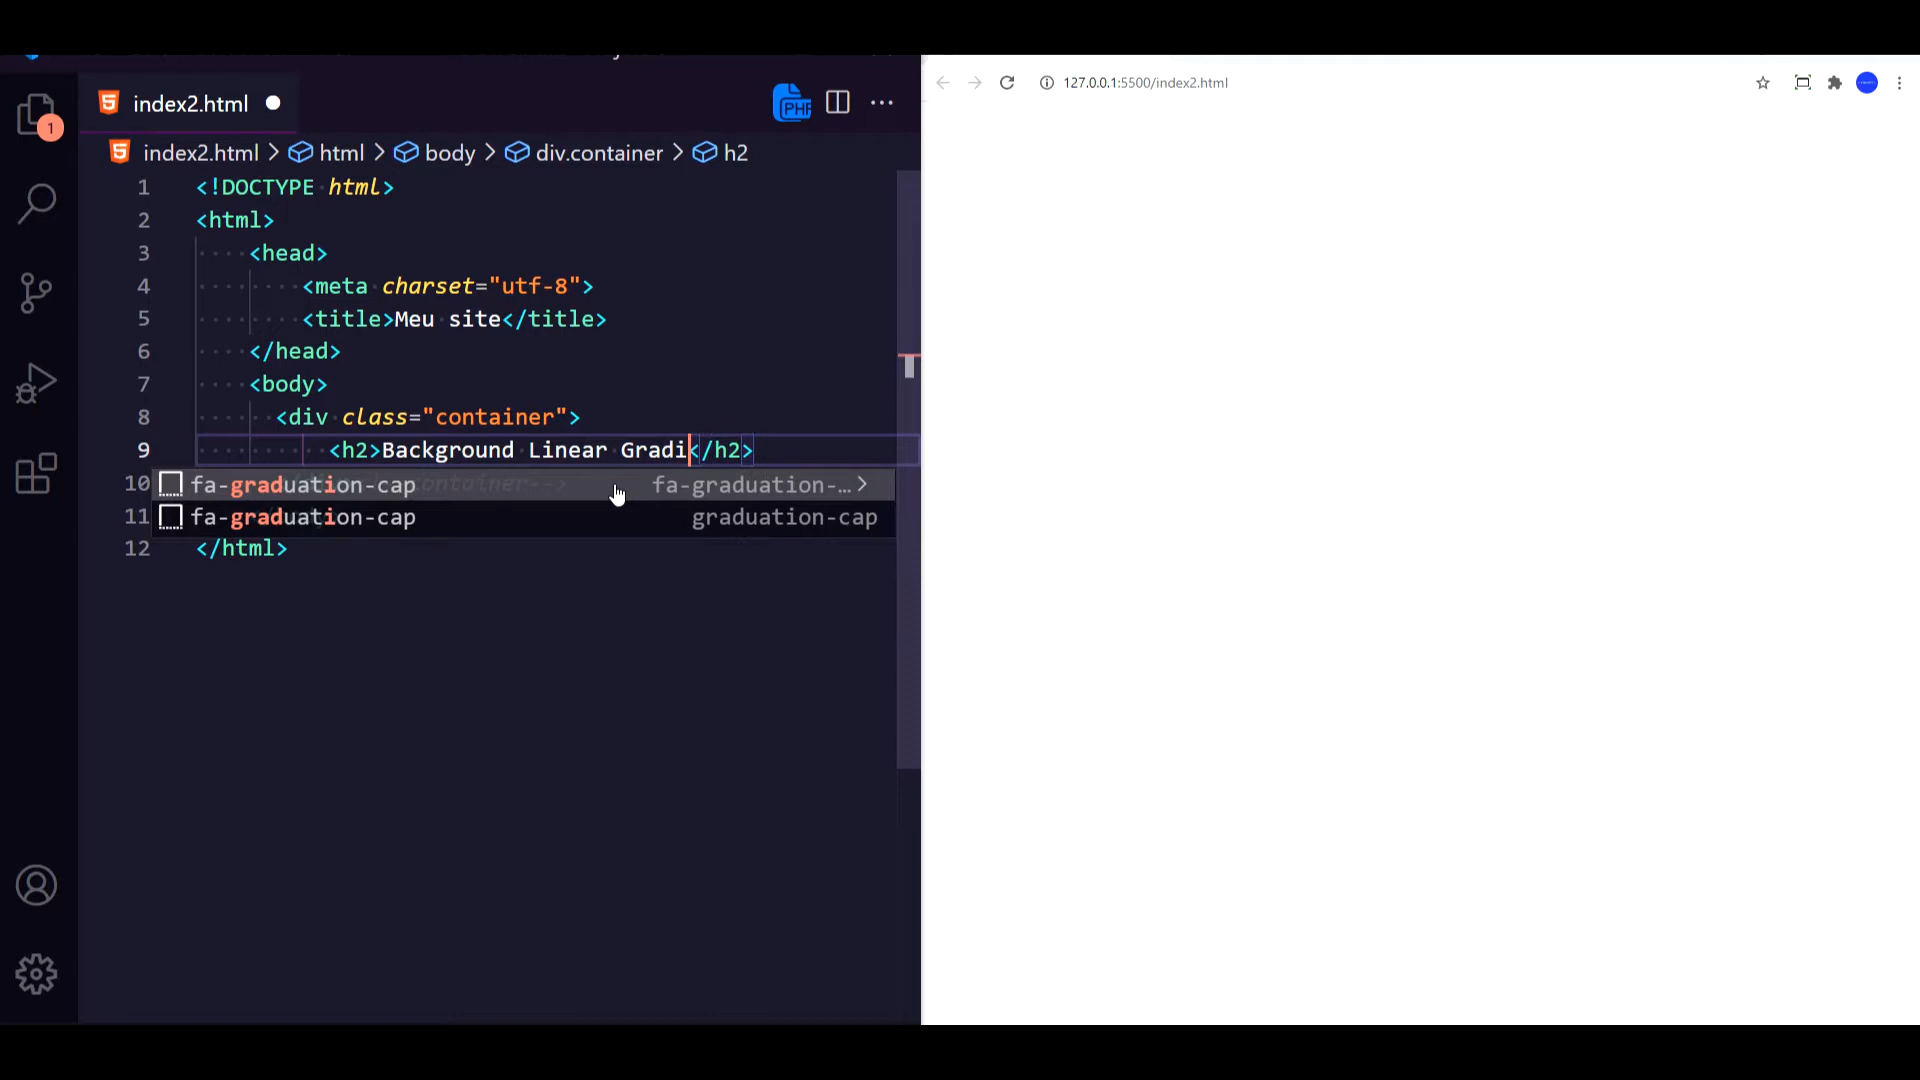 index2.html
PHP
127.0.0.1:5500/index2.html
1
index2.html > html > body > div.container > h2
1 <!DOCTYPE html>
2 <html>
3 <head>
4 <meta charset="utf-8">
5 <title>Meu site</title>
6 </head>
7 <body>
8 <div class="container">
9 <h2>Background Linear Gradi</h2>
10 fa-graduation-cap fa-graduation-…
11 fa-graduation-cap graduation-cap
12 </html>